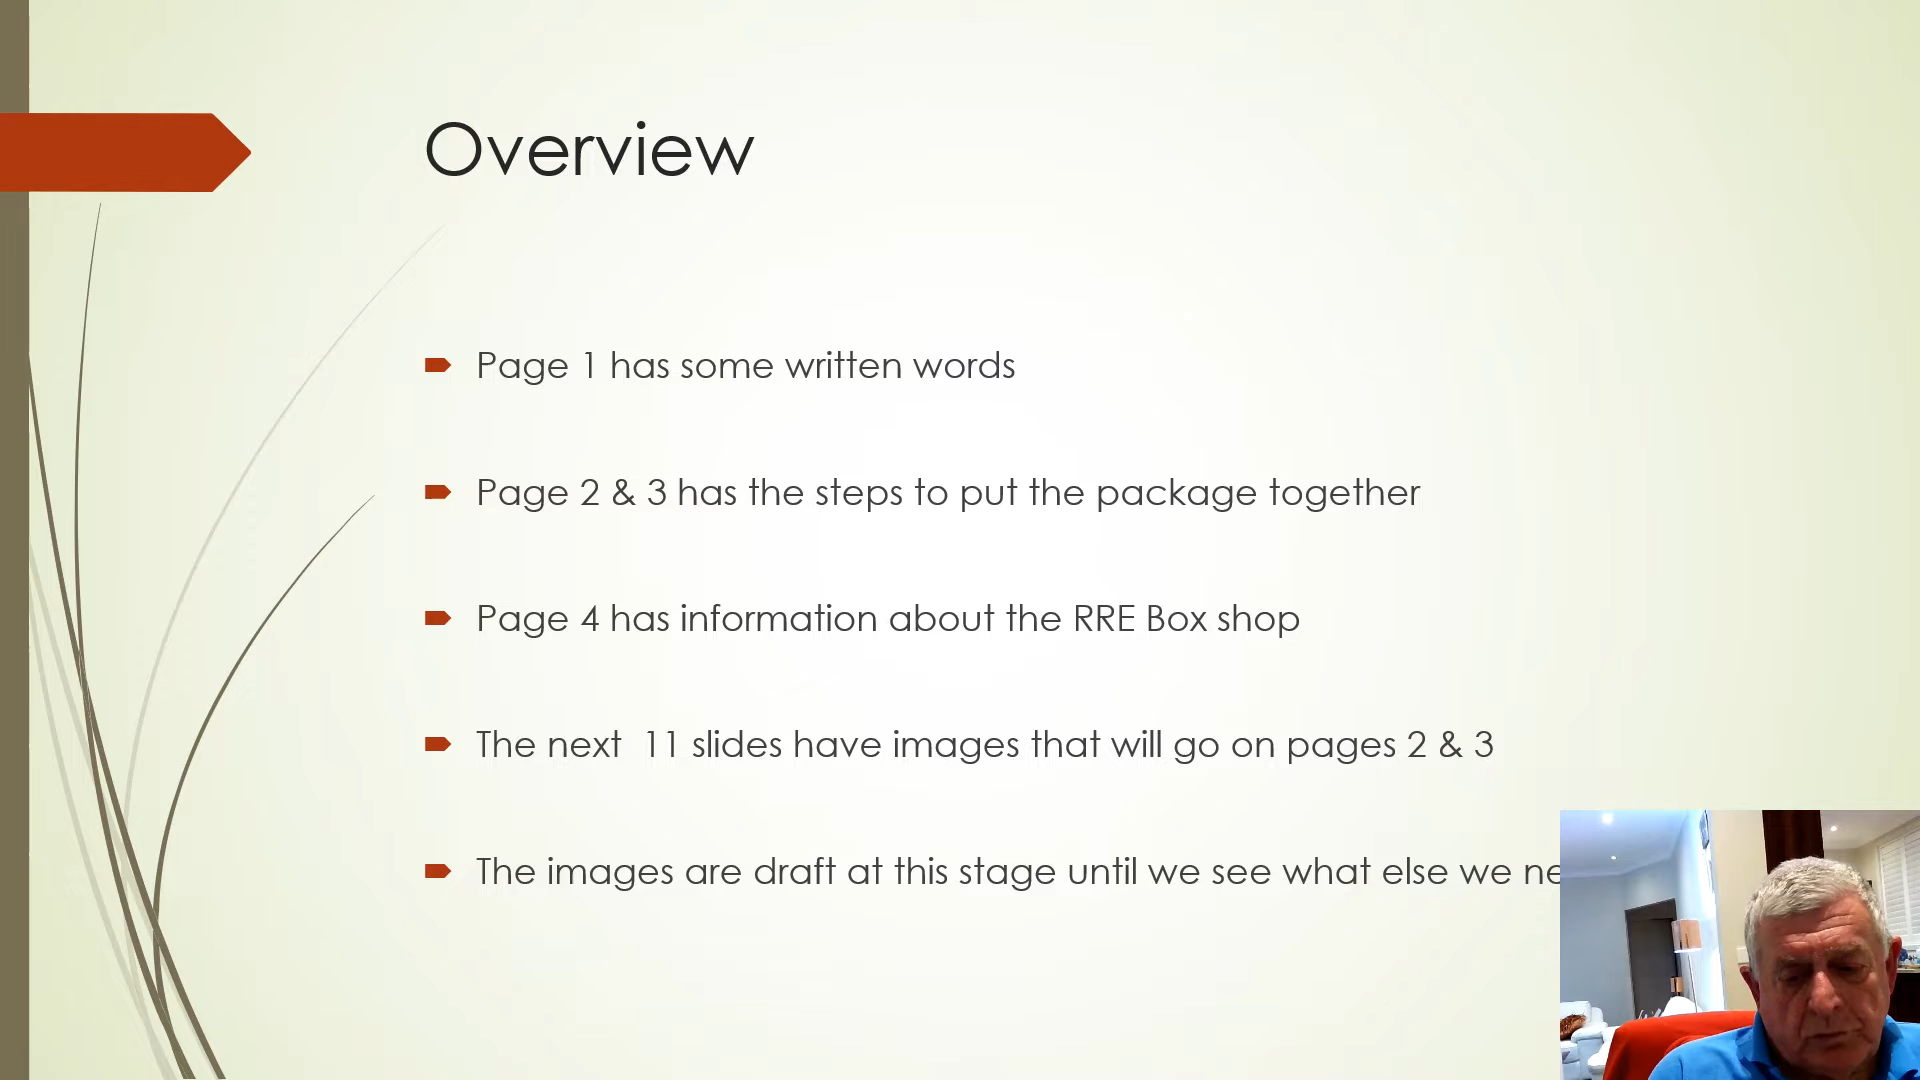 Overview
Page 1 has some written words
Page 2 & 3 has the steps to put the package together
Page 4 has information about the RRE Box shop
The next  11 slides have images that will go on pages 2 & 3
The images are draft at this stage until we see what else we